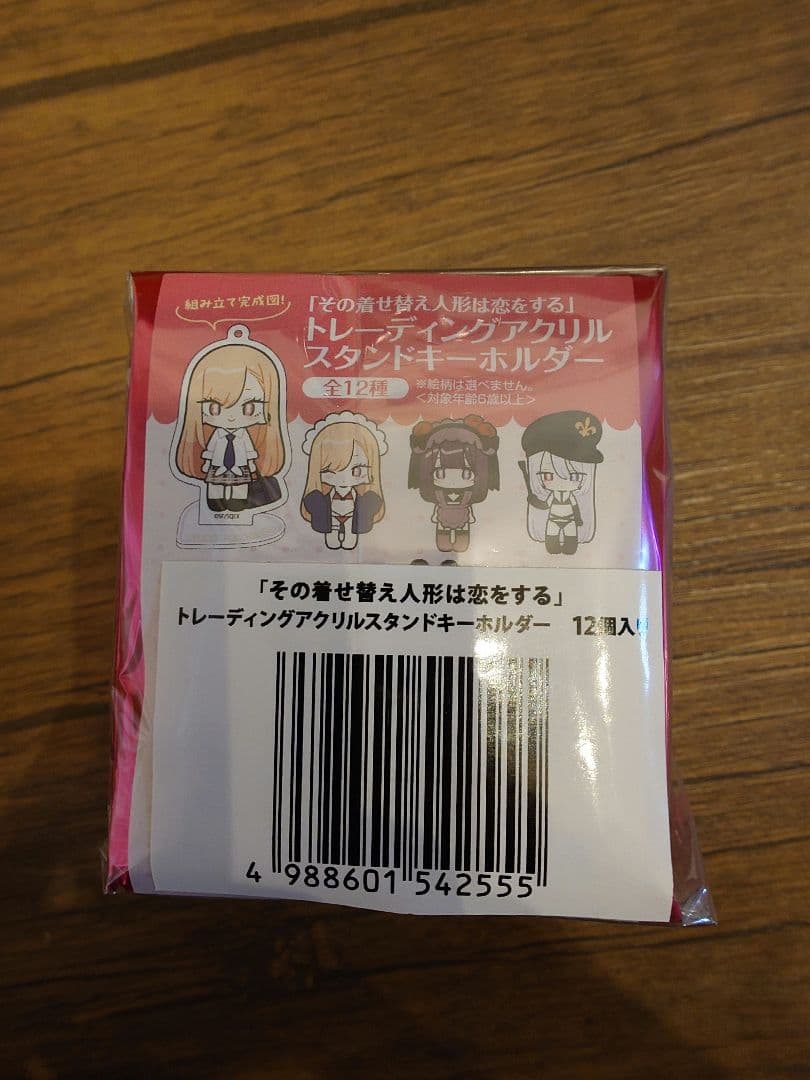 組み立て完成図!
「その着せ替え人形は恋をする」
トレーディングアクリル
スタンドキーホルダー
全12種
※絵柄は選べません。
<対象年齢6歳以上>
「その着せ替え人形は恋をする」
トレーディングアクリルスタンドキーホルダー 12個入り
4 988601 542555